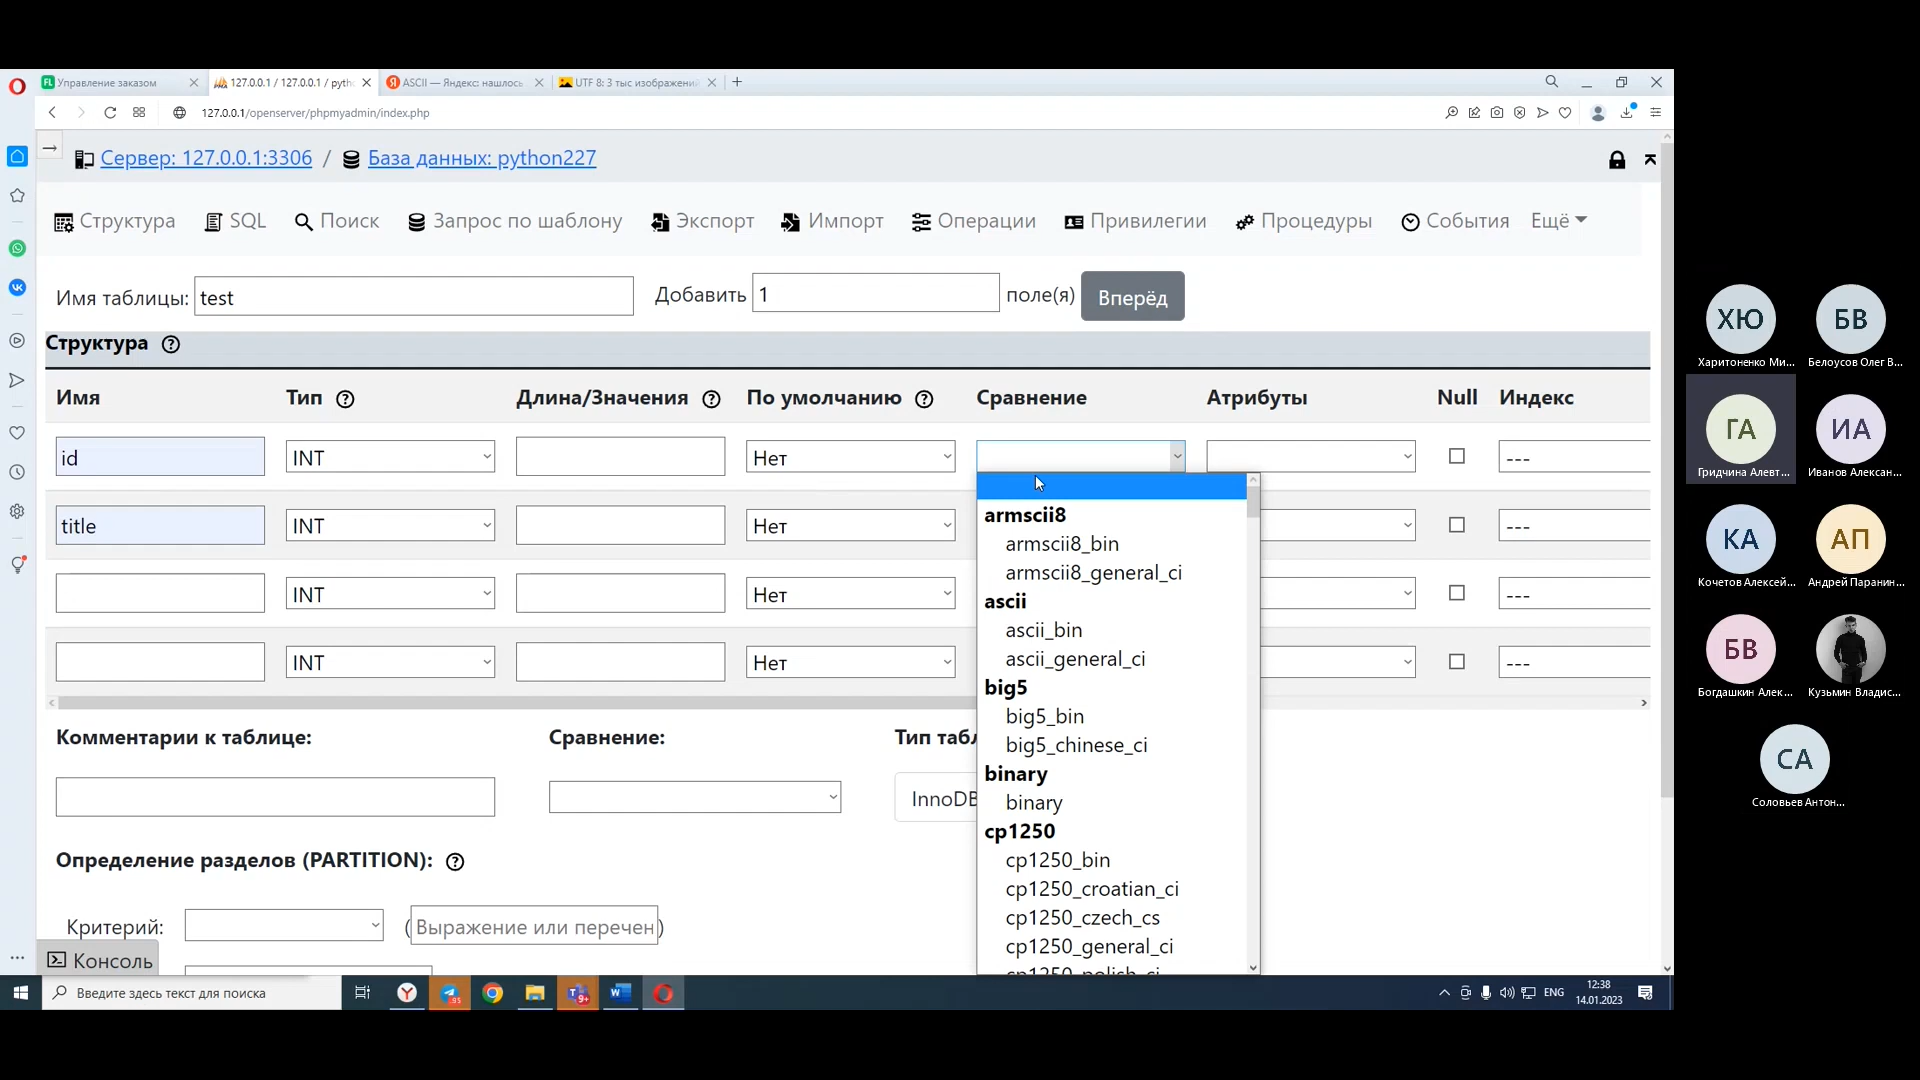 Управление заказом
127.0.0.1 / 127.0.0.1 / pyth
ASCII — Яндекс: нашлось
UTF 8: 3 тыс изображений
127.0.0.1/openserver/phpmyadmin/index.php
Сервер: 127.0.0.1:3306 / База данных: python227
Структура SQL Поиск Запрос по шаблону Экспорт Импорт Операции Привилегии Процедуры События Ещё
Имя таблицы: test Добавить 1 поле(я) Вперёд
Структура
Имя Тип Длина/Значения По умолчанию Сравнение Атрибуты Null Индекс
id INT Нет ---
title INT Нет ---
INT Нет ---
INT Нет ---
armscii8
armscii8_bin
armscii8_general_ci
ascii
ascii_bin
ascii_general_ci
big5
big5_bin
big5_chinese_ci
binary
binary
cp1250
cp1250_bin
cp1250_croatian_ci
cp1250_czech_cs
cp1250_general_ci
cp1250_polish_ci
Комментарии к таблице: Сравнение: Тип табл
InnoDB
Определение разделов (PARTITION):
Критерий: (Выражение или перечен)
Консоль
Введите здесь текст для поиска
95
9+
ENG
12:38
14.01.2023
ХЮ
Харитоненко Ми...
БВ
Белоусов Олег В...
ГА
Гридчина Алевт...
ИА
Иванов Алексан...
КА
Кочетов Алексей...
АП
Андрей Паранин...
БВ
Богдашкин Алек...
Кузьмин Владис...
СА
Соловьев Антон...